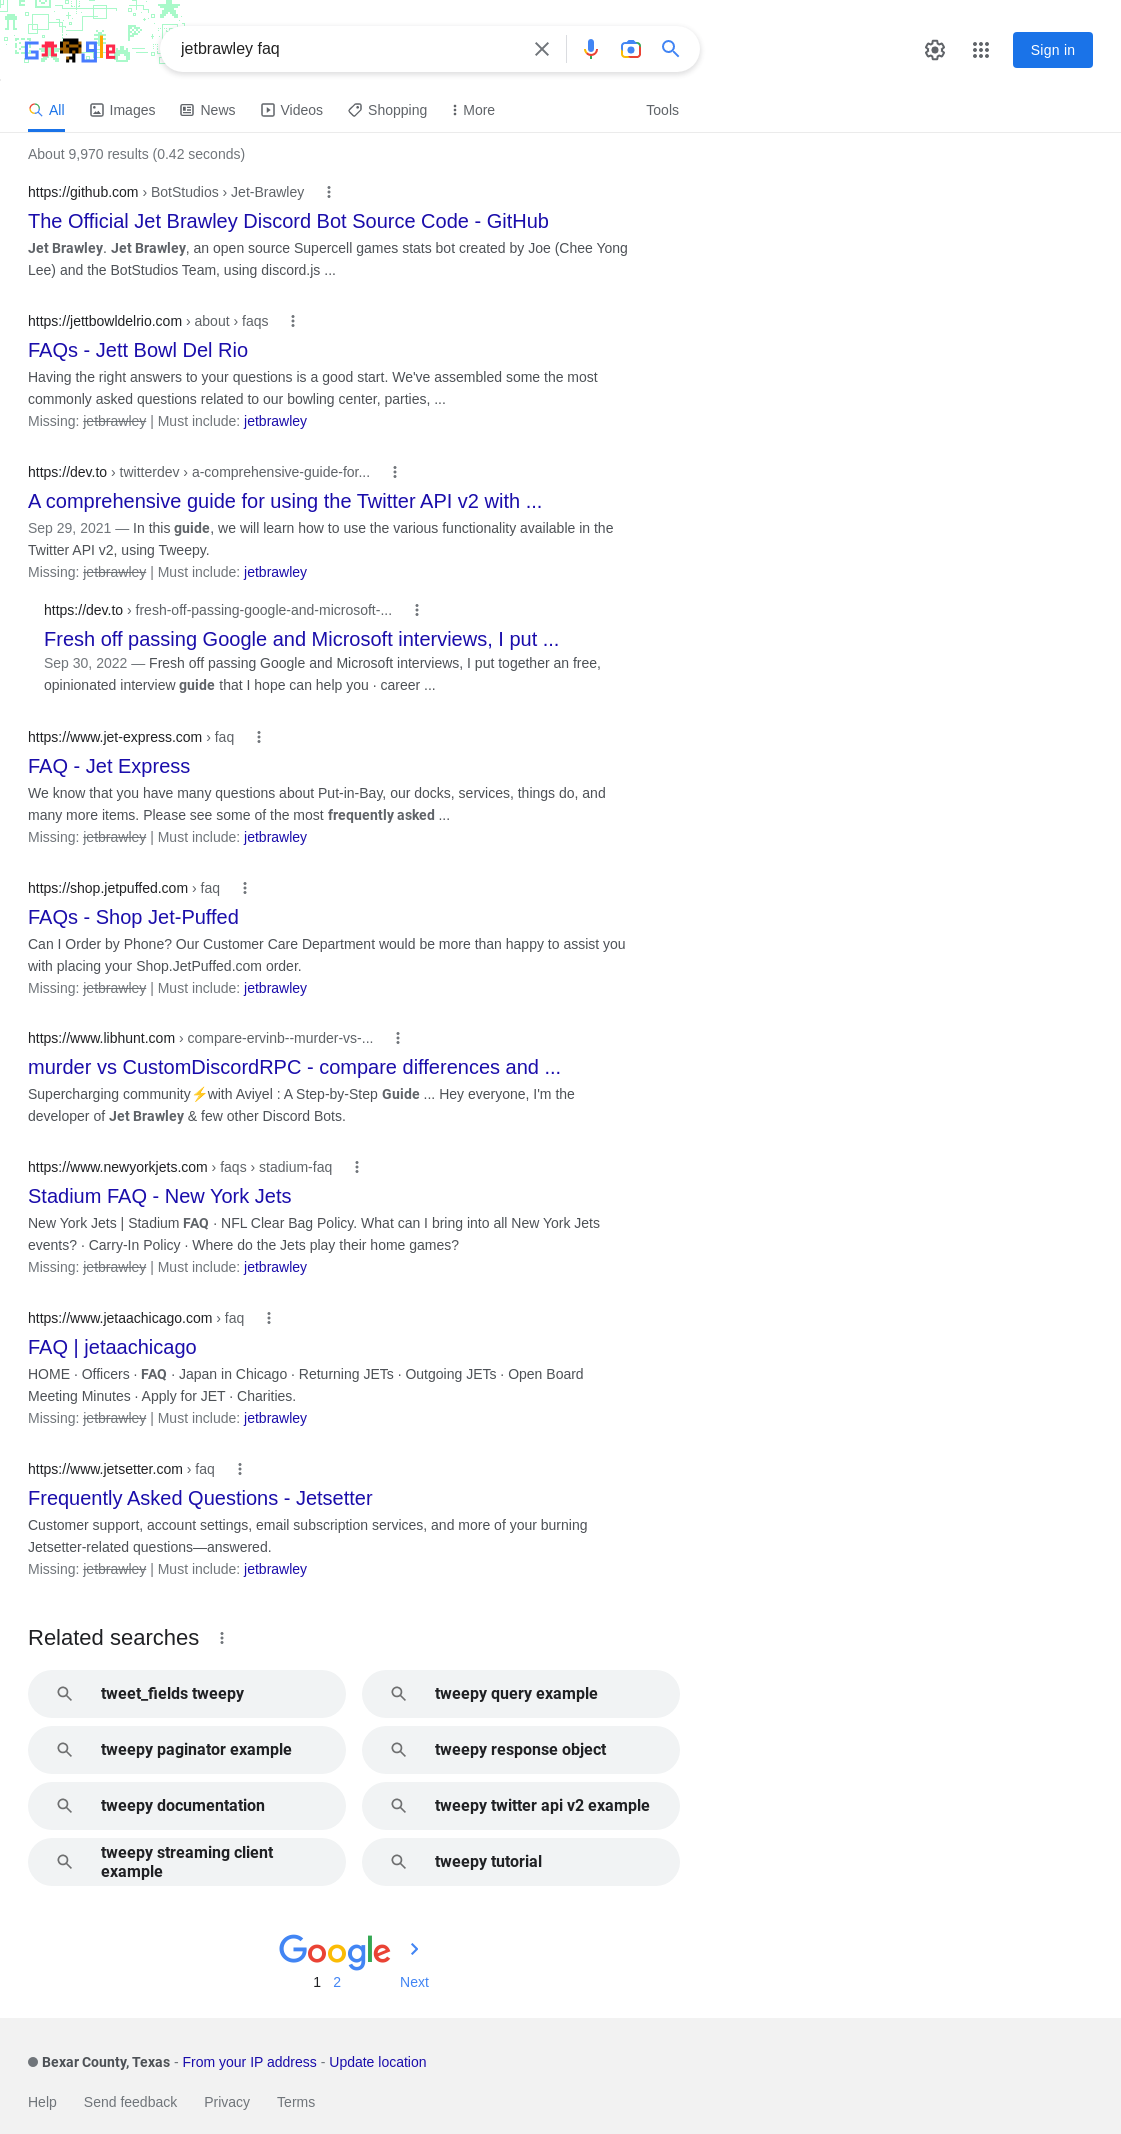 Google
jetbrawley faq
Sign in
All
Images
News
Videos
Shopping
More
Tools
About 9,970 results (0.42 seconds)
https://github.com › BotStudios › Jet-Brawley
The Official Jet Brawley Discord Bot Source Code - GitHub
Jet Brawley. Jet Brawley, an open source Supercell games stats bot created by Joe (Chee Yong
Lee) and the BotStudios Team, using discord.js ...
https://jettbowldelrio.com › about › faqs
FAQs - Jett Bowl Del Rio
Having the right answers to your questions is a good start. We've assembled some the most
commonly asked questions related to our bowling center, parties, ...
Missing: jetbrawley | Must include: jetbrawley
https://dev.to › twitterdev › a-comprehensive-guide-for...
A comprehensive guide for using the Twitter API v2 with ...
Sep 29, 2021 — In this guide, we will learn how to use the various functionality available in the
Twitter API v2, using Tweepy.
Missing: jetbrawley | Must include: jetbrawley
https://dev.to › fresh-off-passing-google-and-microsoft-...
Fresh off passing Google and Microsoft interviews, I put ...
Sep 30, 2022 — Fresh off passing Google and Microsoft interviews, I put together an free,
opinionated interview guide that I hope can help you · career ...
https://www.jet-express.com › faq
FAQ - Jet Express
We know that you have many questions about Put-in-Bay, our docks, services, things do, and
many more items. Please see some of the most frequently asked ...
Missing: jetbrawley | Must include: jetbrawley
https://shop.jetpuffed.com › faq
FAQs - Shop Jet-Puffed
Can I Order by Phone? Our Customer Care Department would be more than happy to assist you
with placing your Shop.JetPuffed.com order.
Missing: jetbrawley | Must include: jetbrawley
https://www.libhunt.com › compare-ervinb--murder-vs-...
murder vs CustomDiscordRPC - compare differences and ...
Supercharging community⚡with Aviyel : A Step-by-Step Guide ... Hey everyone, I'm the
developer of Jet Brawley & few other Discord Bots.
https://www.newyorkjets.com › faqs › stadium-faq
Stadium FAQ - New York Jets
New York Jets | Stadium FAQ · NFL Clear Bag Policy. What can I bring into all New York Jets
events? · Carry-In Policy · Where do the Jets play their home games?
Missing: jetbrawley | Must include: jetbrawley
https://www.jetaachicago.com › faq
FAQ | jetaachicago
HOME · Officers · FAQ · Japan in Chicago · Returning JETs · Outgoing JETs · Open Board
Meeting Minutes · Apply for JET · Charities.
Missing: jetbrawley | Must include: jetbrawley
https://www.jetsetter.com › faq
Frequently Asked Questions - Jetsetter
Customer support, account settings, email subscription services, and more of your burning
Jetsetter-related questions—answered.
Missing: jetbrawley | Must include: jetbrawley
Related searches
tweet_fields tweepy
tweepy query example
tweepy paginator example
tweepy response object
tweepy documentation
tweepy twitter api v2 example
tweepy streaming client
example
tweepy tutorial
Google
1 2 Next
Bexar County, Texas - From your IP address - Update location
Help Send feedback Privacy Terms